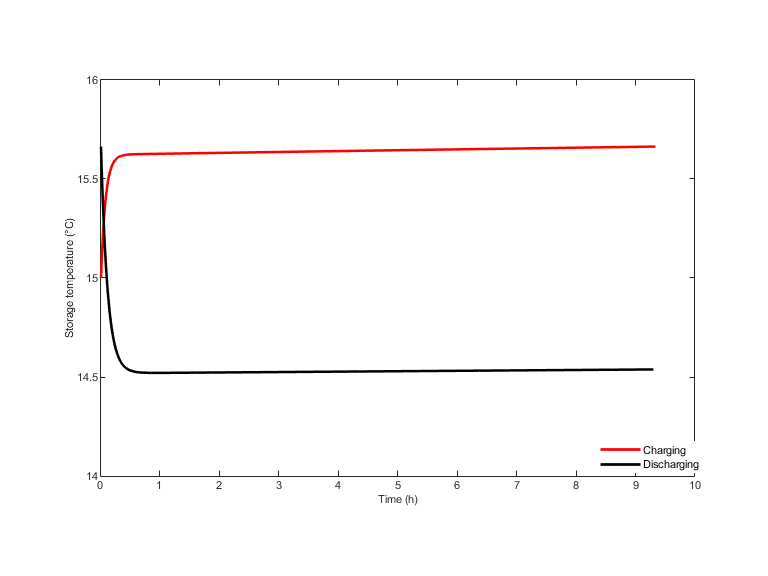 16
15.5
15
14.5
14
Storage temperature (°C)
0 1 2 3 4 5 6 7 8 9 10
Time (h)
Charging
Discharging